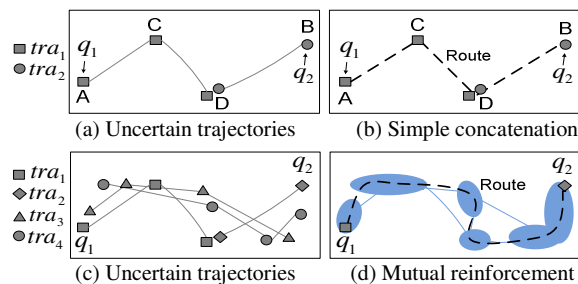 C
B
tra1
q1
tra2
A
D
q2
(a) Uncertain trajectories
C
B
q1
Route
A
D
q2
(b) Simple concatenation
tra1
tra2
tra3
tra4
q2
q1
(c) Uncertain trajectories
q2
Route
q1
(d) Mutual reinforcement